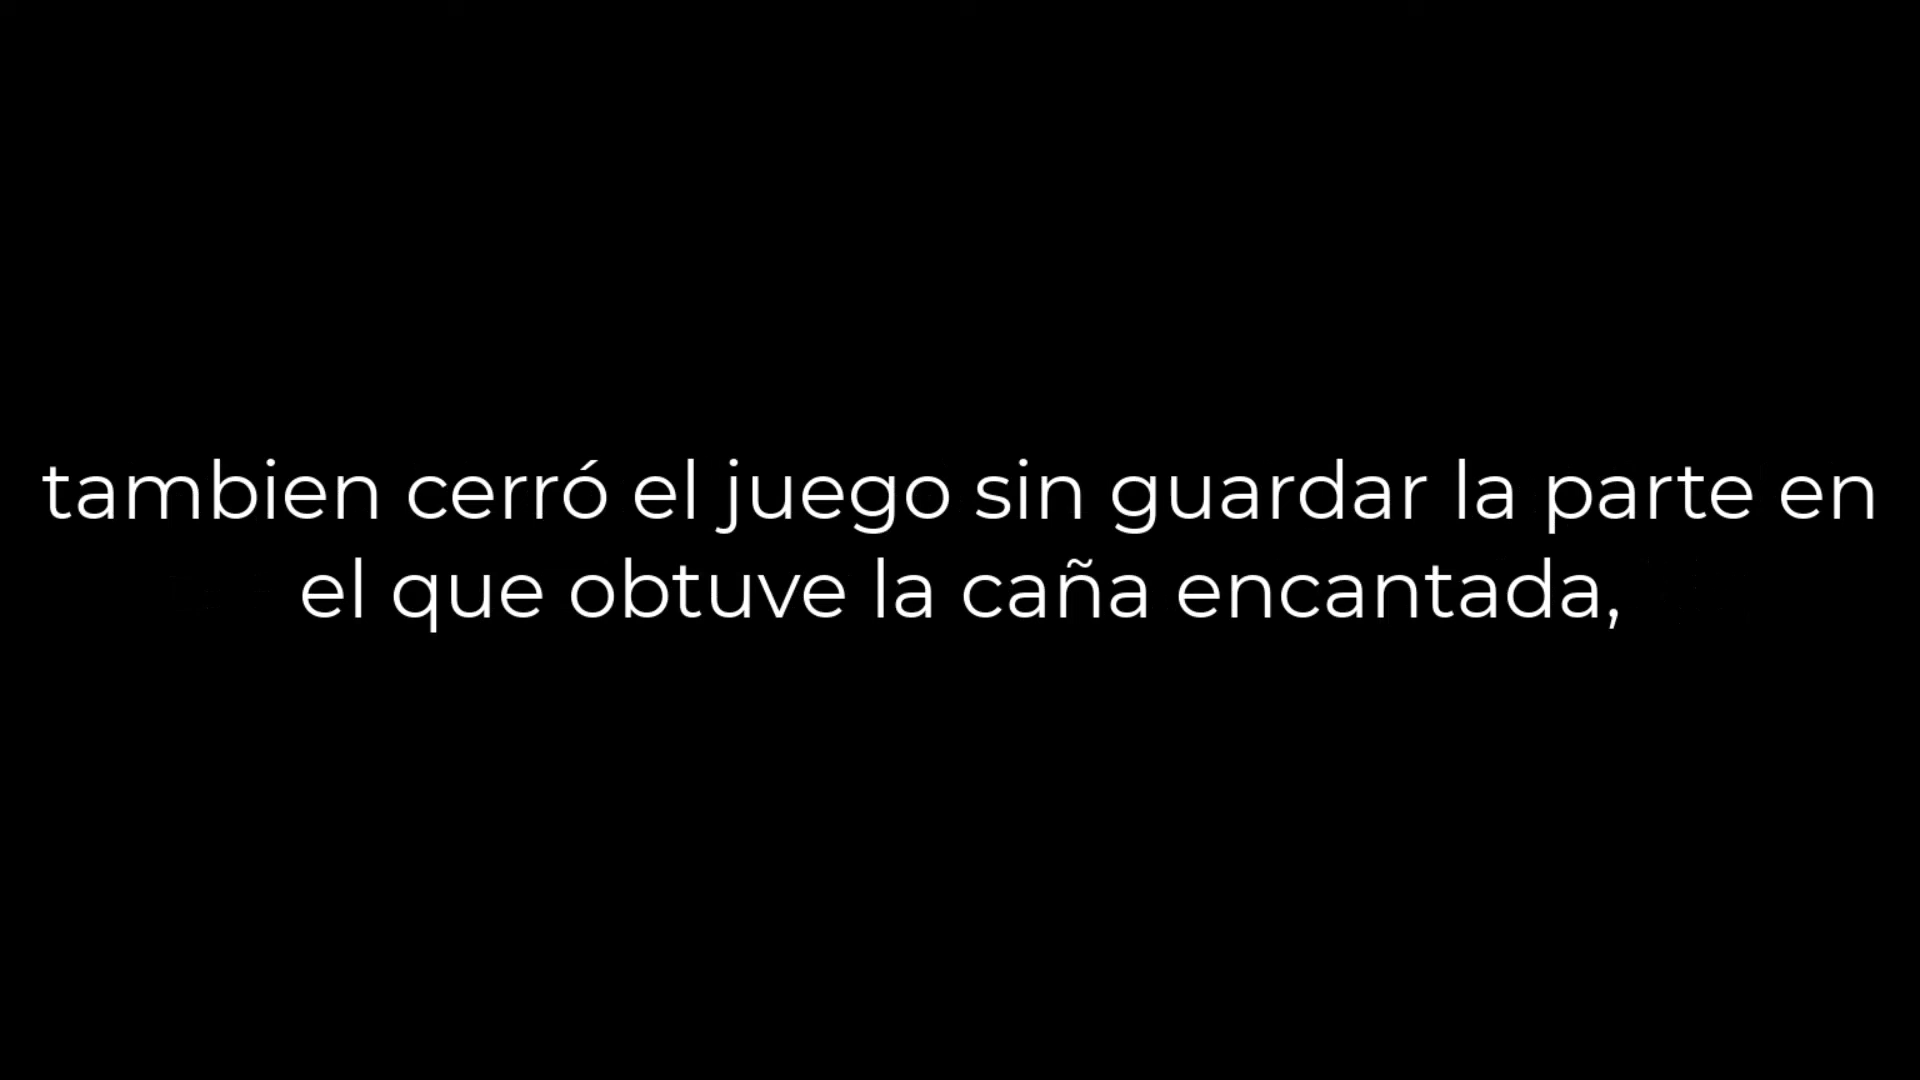 tambien cerró el juego sin guardar la parte en
el que obtuve la caña encantada,